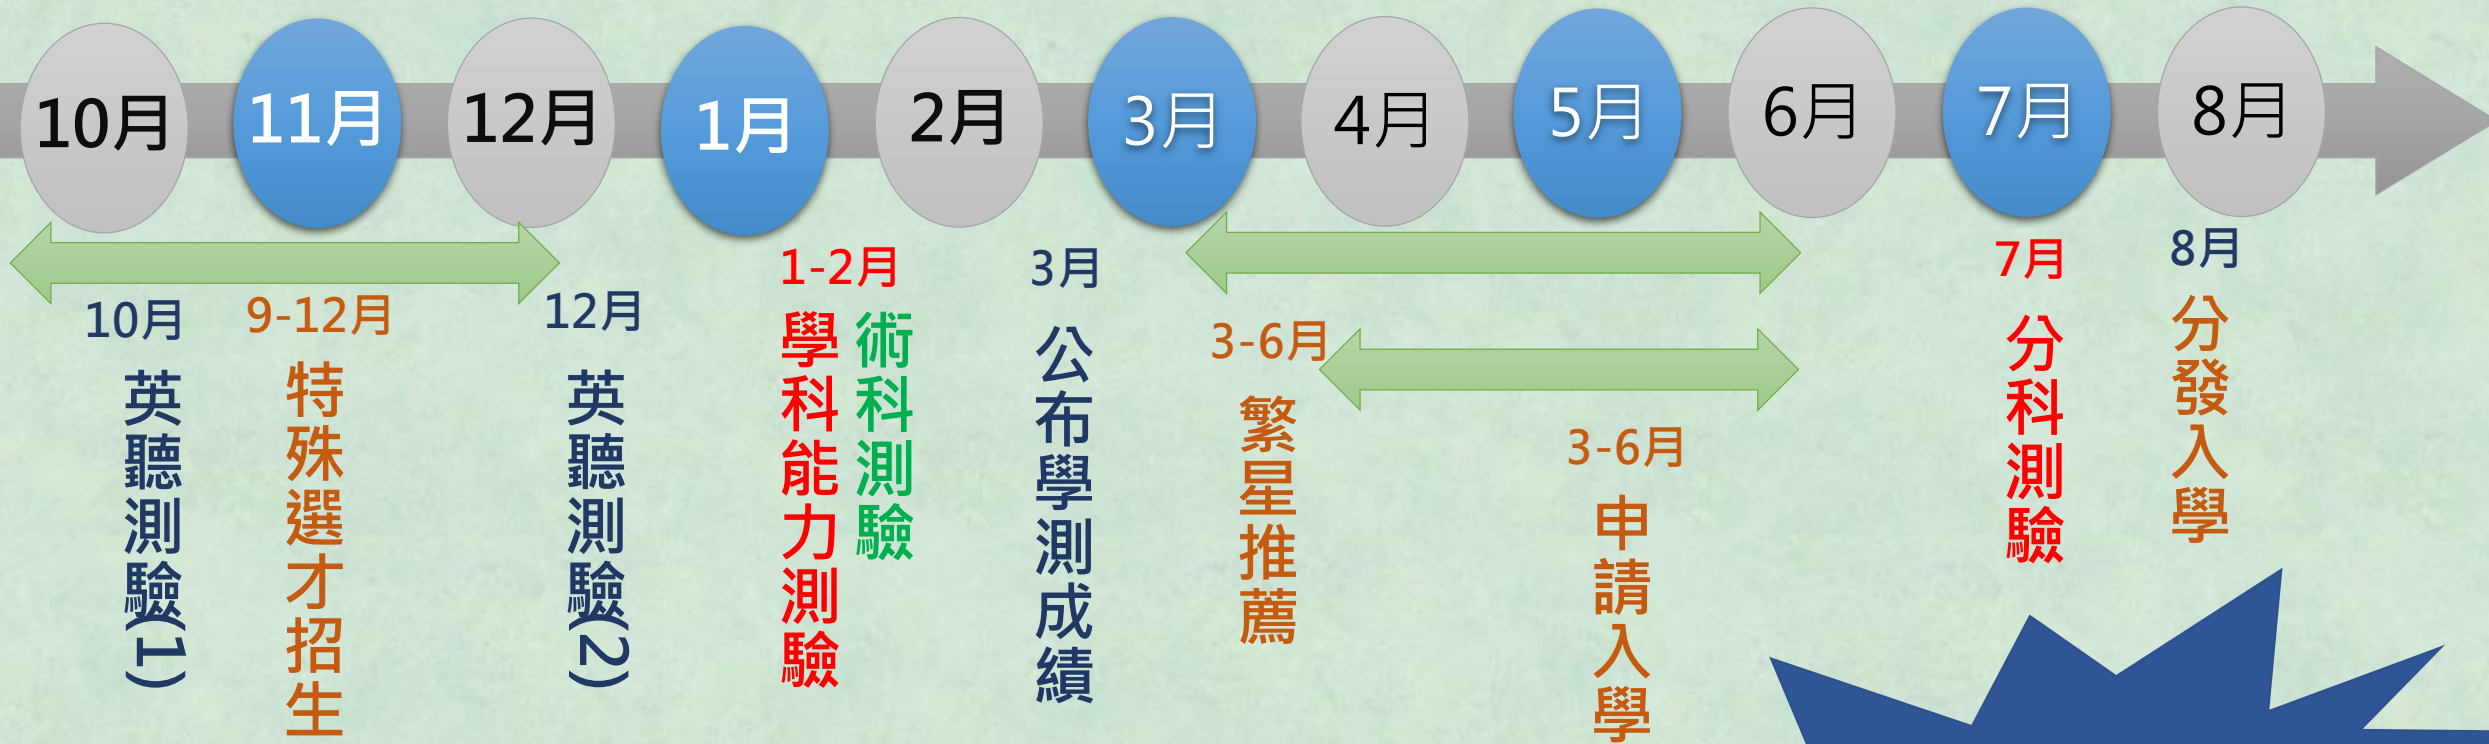 10月
11月
12月
1月
2月
3月
4月
5月
6月
7月
8月
10月
英聽測驗(1)
9-12月
特殊選才招生
12月
英聽測驗(2)
1-2月
學科能力測驗
術科測驗
3月
公布學測成績
3-6月
繁星推薦
3-6月
申請入學
7月
分科測驗
8月
分發入學